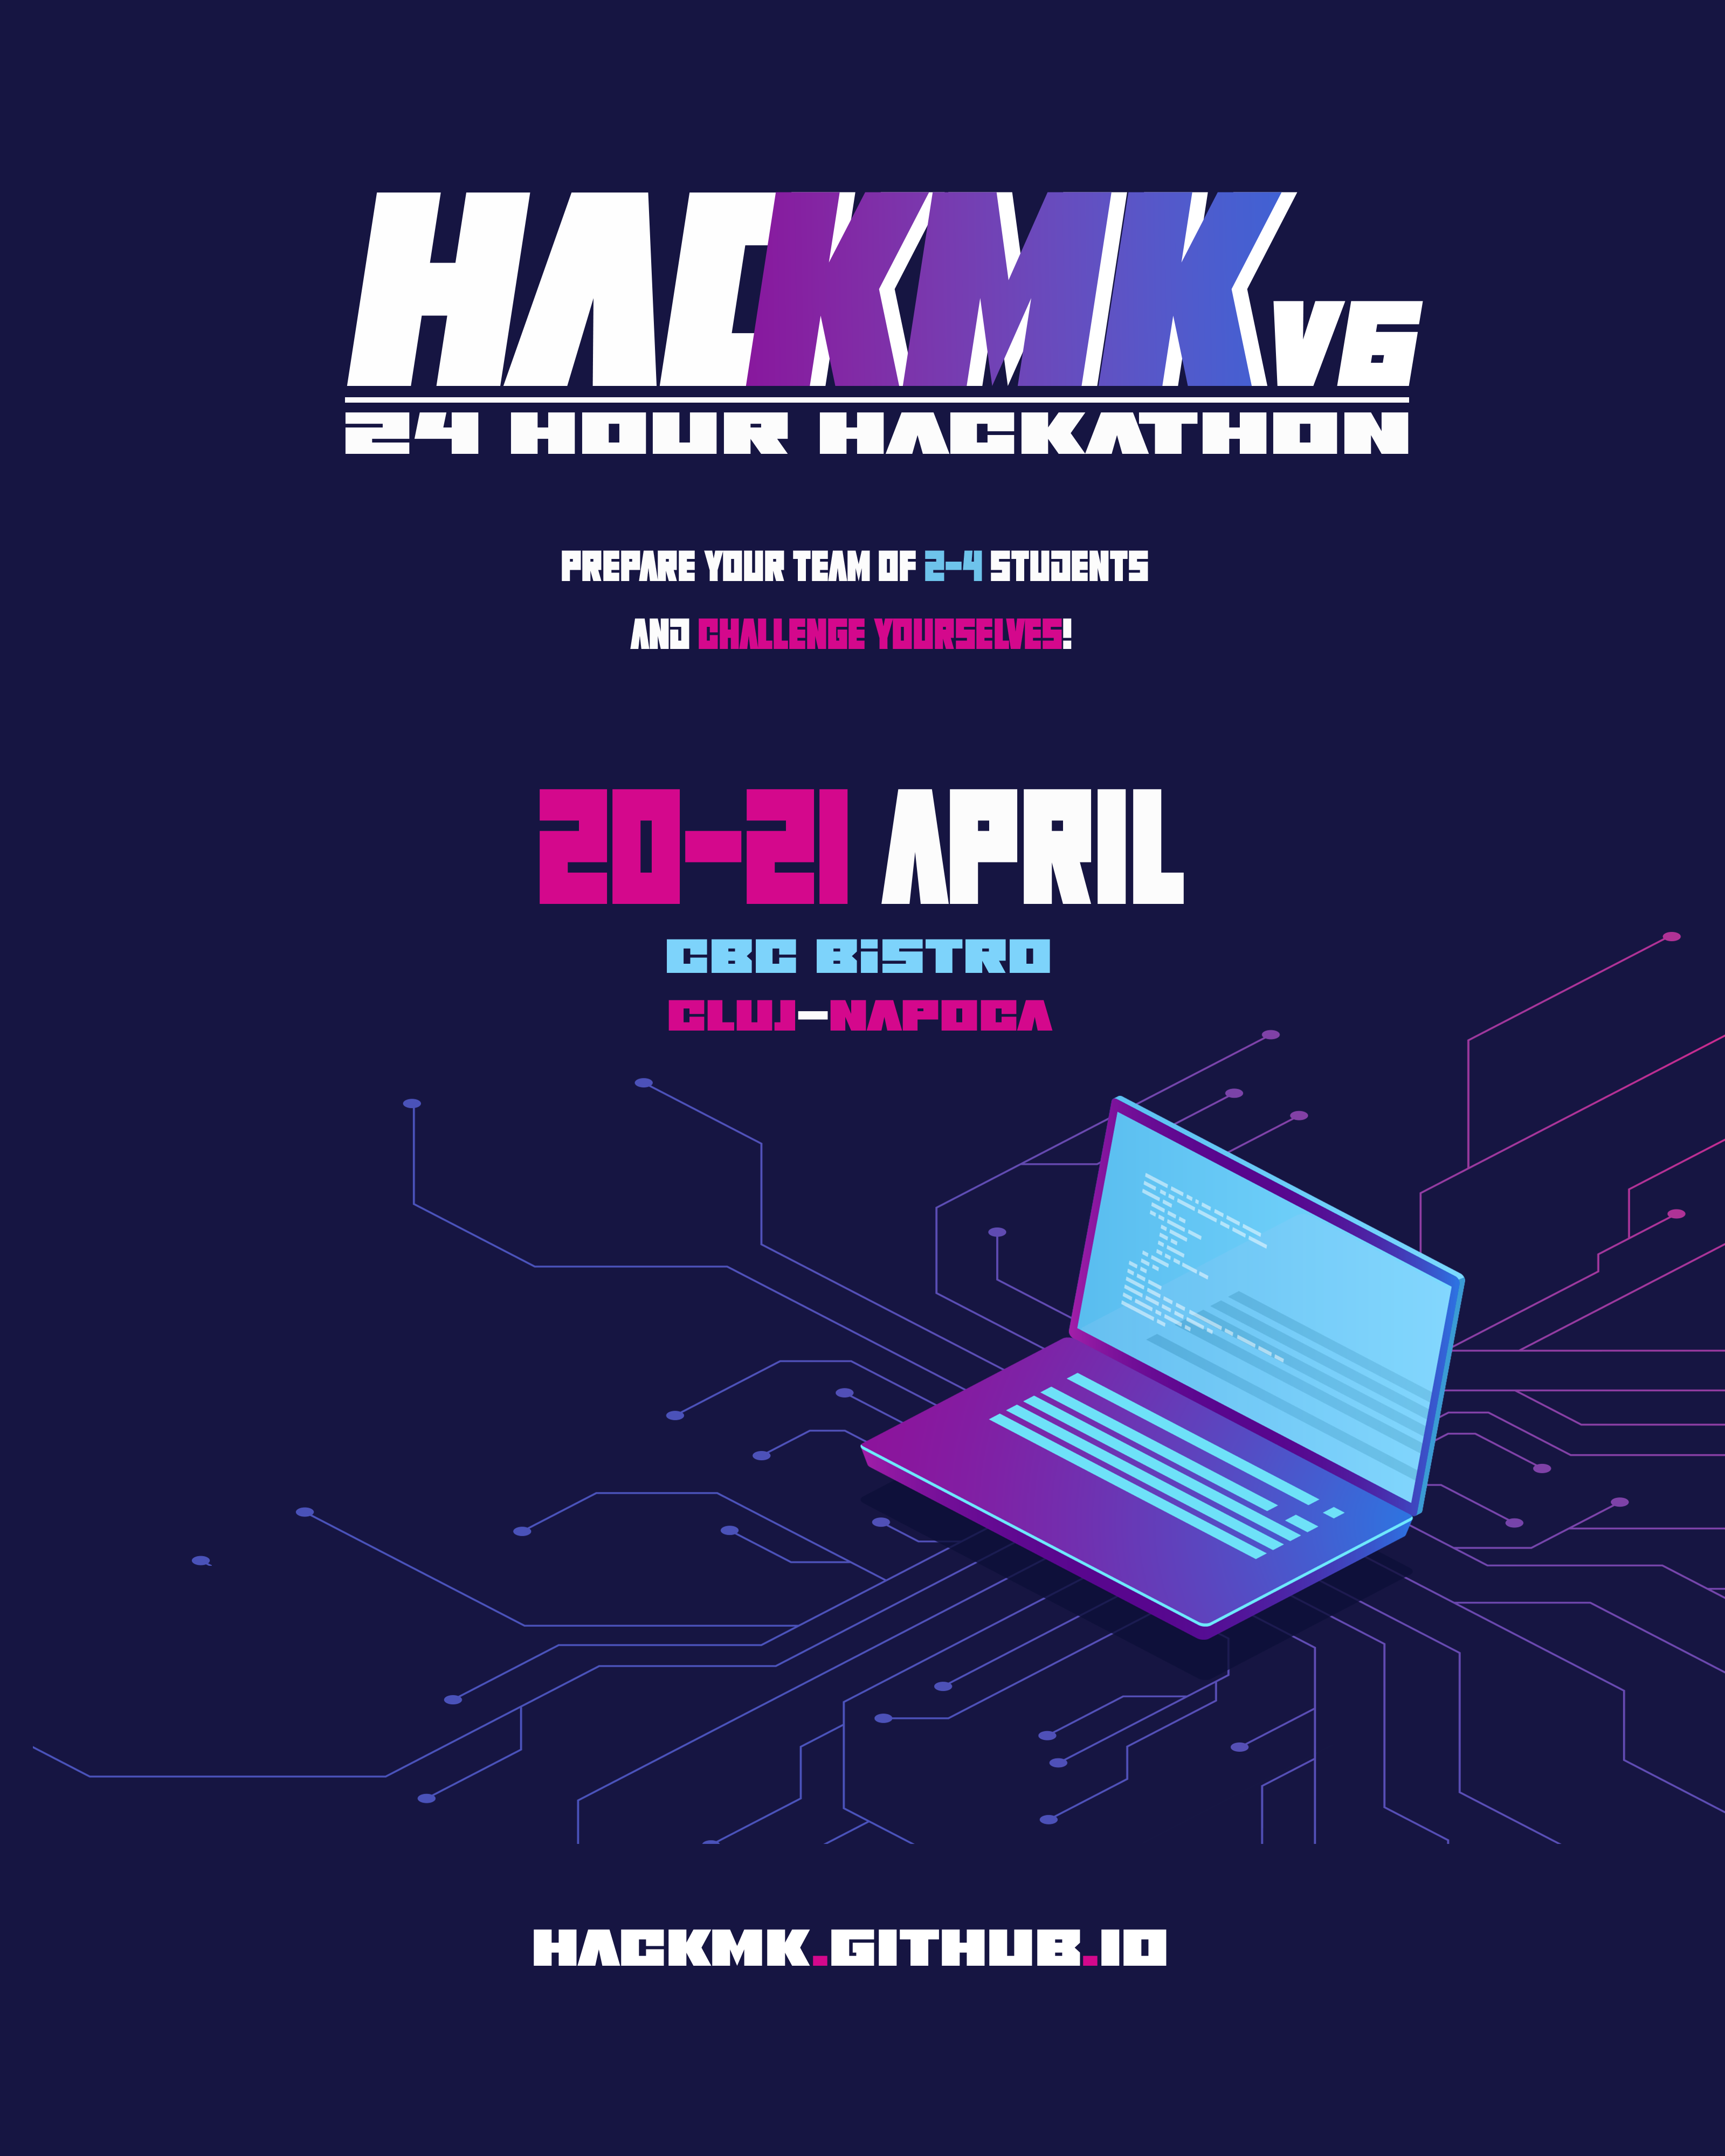 HACKMK V6
24 HOUR HACKATHON
PREPARE YOUR TEAM OF 2-4 STUDENTS
AND CHALLENGE YOURSELVES!
20-21 APRIL
CBC BiSTRO
CLUJ-NAPOCA
HACKMK.GITHUB.IO